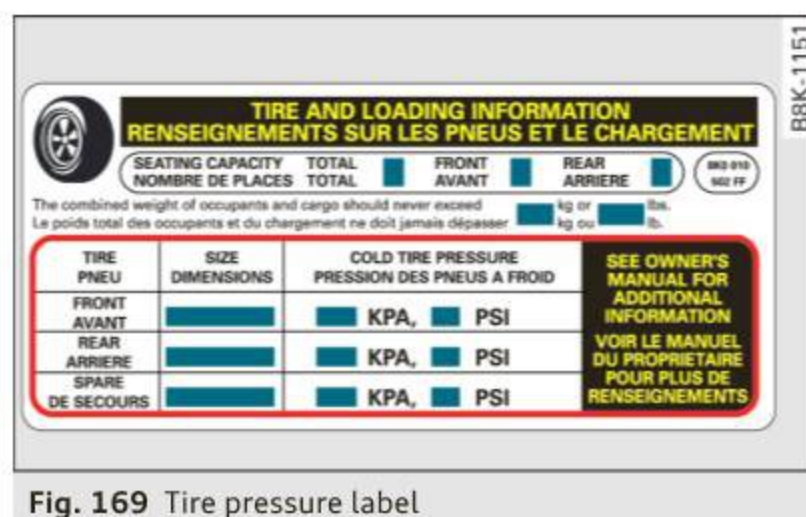 B8K-1151
TIRE AND LOADING INFORMATION
RENSEIGNEMENTS SUR LES PNEUS ET LE CHARGEMENT
SEATING CAPACITY TOTAL FRONT REAR
NOMBRE DE PLACES TOTAL AVANT ARRIERE
8K0 010
502 FF
The combined weight of occupants and cargo should never exceed kg or lbs.
Le poids total des occupants et du chargement ne doit jamais dépasser kg ou lb.
TIRE SIZE COLD TIRE PRESSURE
PNEU DIMENSIONS PRESSION DES PNEUS A FROID
FRONT
AVANT KPA, PSI
REAR
ARRIERE KPA, PSI
SPARE
DE SECOURS KPA, PSI
SEE OWNER'S
MANUAL FOR
ADDITIONAL
INFORMATION
VOIR LE MANUEL
DU PROPRIETAIRE
POUR PLUS DE
RENSEIGNEMENTS
Fig. 169 Tire pressure label